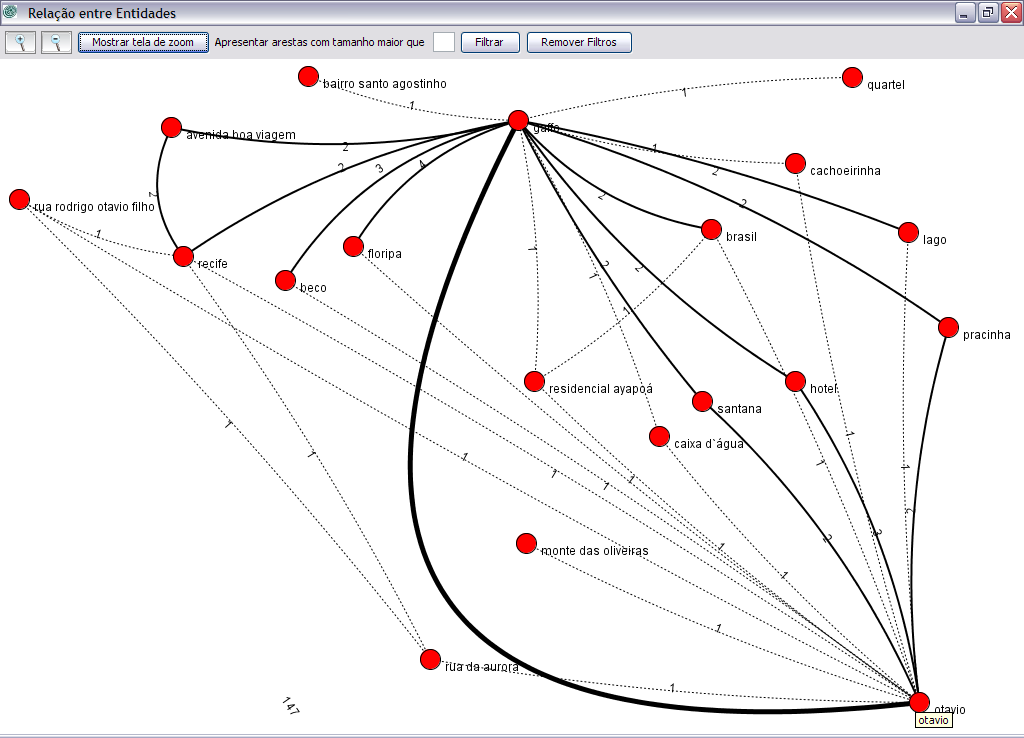 Relação entre Entidades
Mostrar tela de zoom Apresentar arestas com tamanho maior que Filtrar Remover Filtros
bairro santo agostinho
quartel
1
1
gaffo
avenida boa viagem
2
1
cachoeirinha
2
3
4
2
2
2
2
rua rodrigo otavio filho
1
recife
floripa
beco
brasil
lago
1
2
1
2
1
pracinha
residencial ayapoá
hotel
santana
caixa d`água
1
1
1
1
1
1
1
1
1
1
2
2
monte das oliveiras
1
1
1
rua da aurora
1
147
otavio
otavio